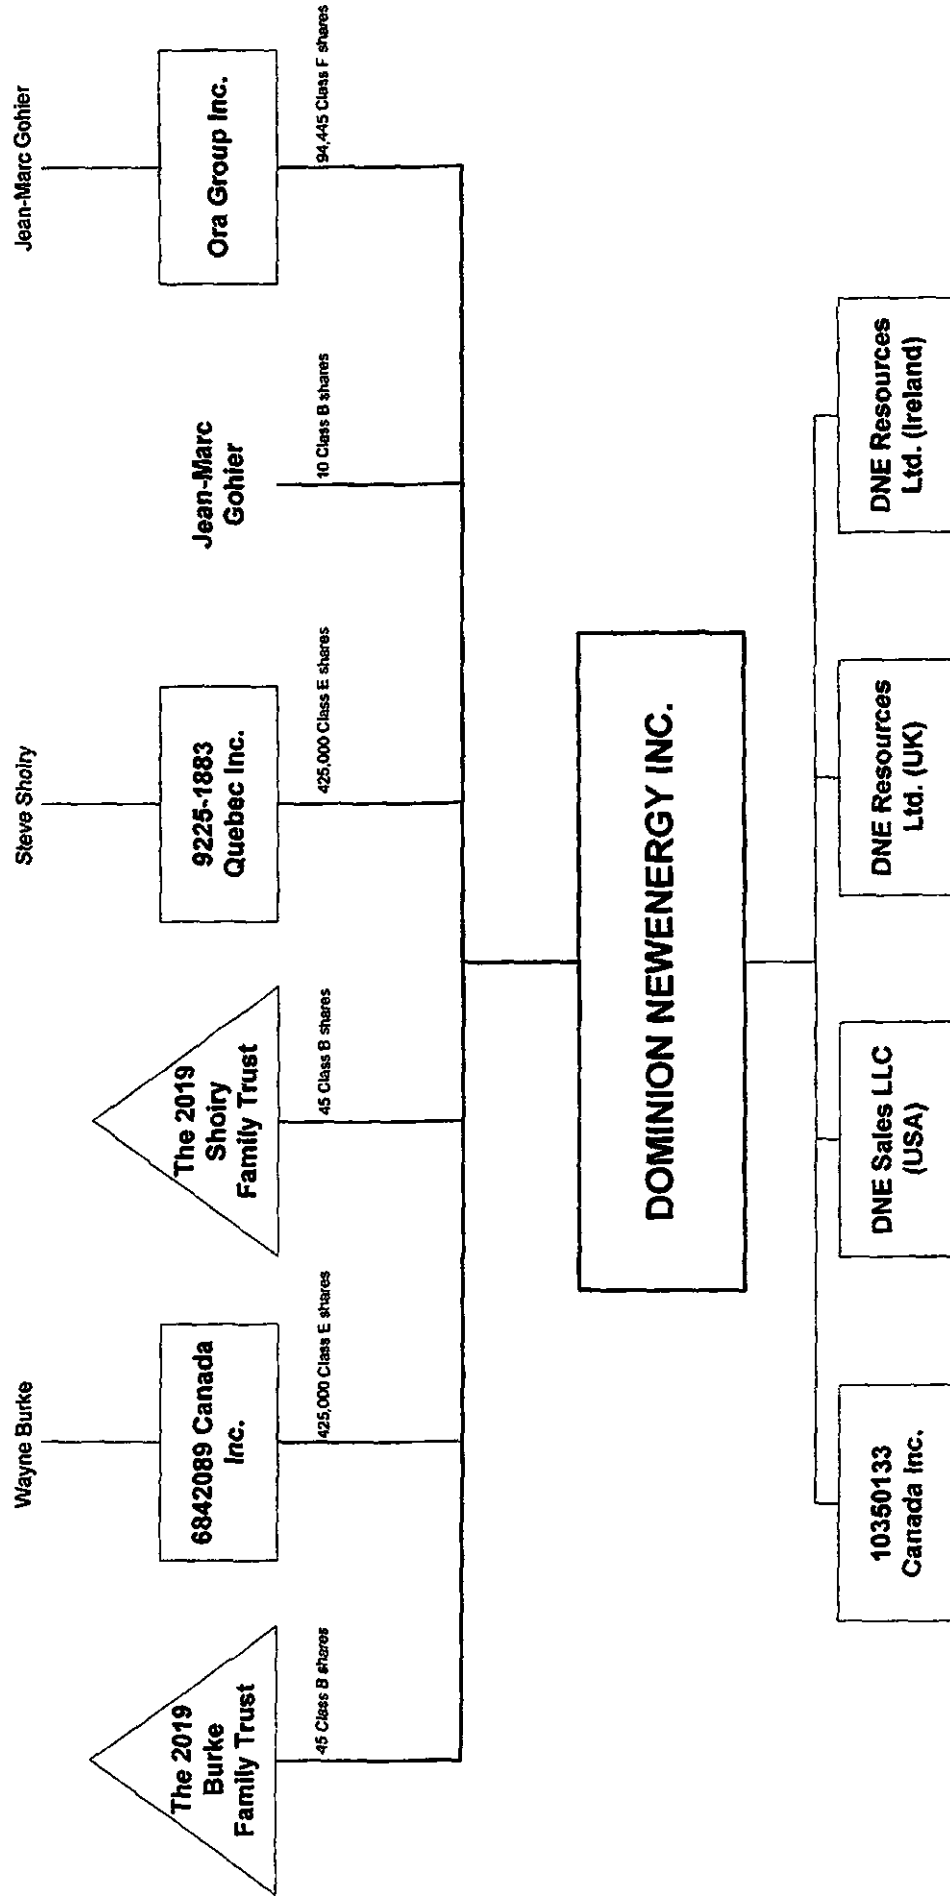 Wayne Burke
Steve Shoiry
Jean-Marc Gohier
The 2019
Burke
Family Trust
6842089 Canada
Inc.
The 2019
Shoiry
Family Trust
9225-1883
Quebec Inc.
Jean-Marc
Gohier
Ora Group Inc.
45 Class B shares
425,000 Class E shares
45 Class B shares
425,000 Class E shares
10 Class B shares
94,445 Class F shares
DOMINION NEWENERGY INC.
10350133
Canada Inc.
DNE Sales LLC
(USA)
DNE Resources
Ltd. (UK)
DNE Resources
Ltd. (Ireland)